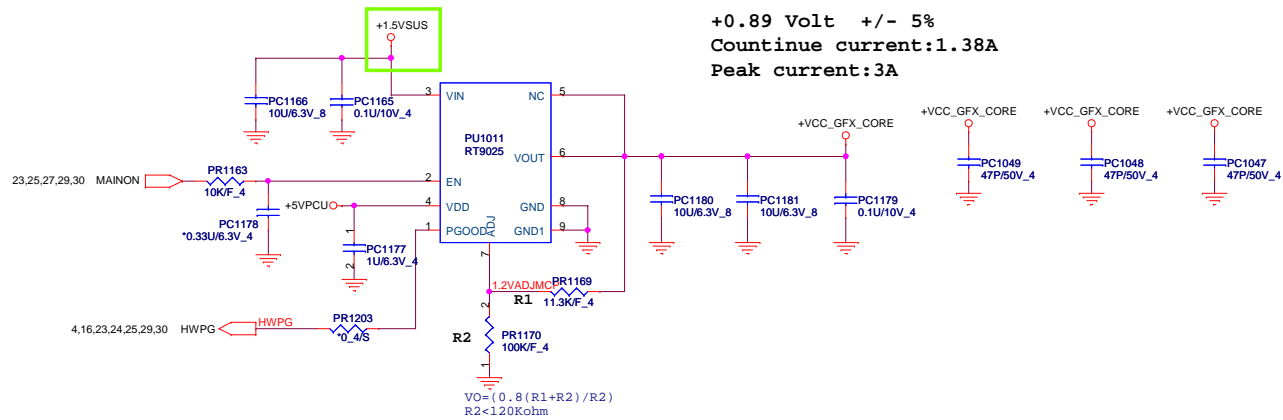 +0.89 Volt +/- 5%
Countinue current:1.38A
Peak current:3A
+1.5VSUS
PC1166
10U/6.3V_8
PC1165
0.1U/10V_4
3
VIN
NC
5
PU1011
RT9025
VOUT
6
+VCC_GFX_CORE
+VCC_GFX_CORE
+VCC_GFX_CORE
+VCC_GFX_CORE
PC1049
47P/50V_4
PC1048
47P/50V_4
PC1047
47P/50V_4
23,25,27,29,30
MAINON
PR1163
10K/F_4
2
EN
PC1178
*0.33U/6.3V_4
+5VPCU
4
VDD
1
PGOOD
ADJ
7
GND
8
GND1
9
PC1180
10U/6.3V_8
PC1181
10U/6.3V_8
PC1179
0.1U/10V_4
1
PC1177
1U/6.3V_4
2
1.2VADJMCP
PR1169
11.3K/F_4
R1
4,16,23,24,25,29,30
HWPG
HWPG
PR1203
*0_4/S
R2
2
PR1170
100K/F_4
1
VO=(0.8(R1+R2)/R2)
R2<120Kohm